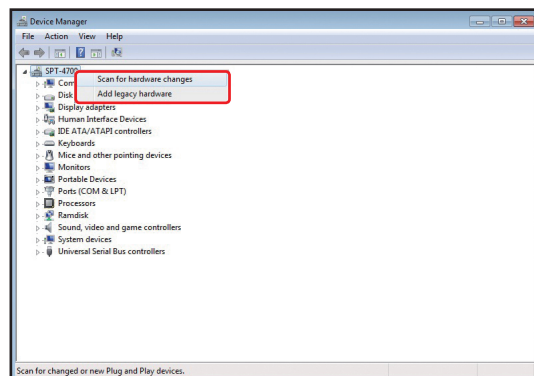 Device Manager
File Action View Help
SPT-4700
Scan for hardware changes
Add legacy hardware
Com
Disk
Display adapters
Human Interface Devices
IDE ATA/ATAPI controllers
Keyboards
Mice and other pointing devices
Monitors
Portable Devices
Ports (COM & LPT)
Processors
Ramdisk
Sound, video and game controllers
System devices
Universal Serial Bus controllers
Scan for changed or new Plug and Play devices.